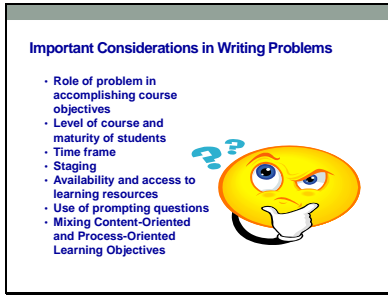 Important Considerations in Writing Problems
• Role of problem in
accomplishing course
objectives
• Level of course and
maturity of students
• Time frame
• Staging
• Availability and access to
learning resources
• Use of prompting questions
• Mixing Content-Oriented
and Process-Oriented
Learning Objectives
??